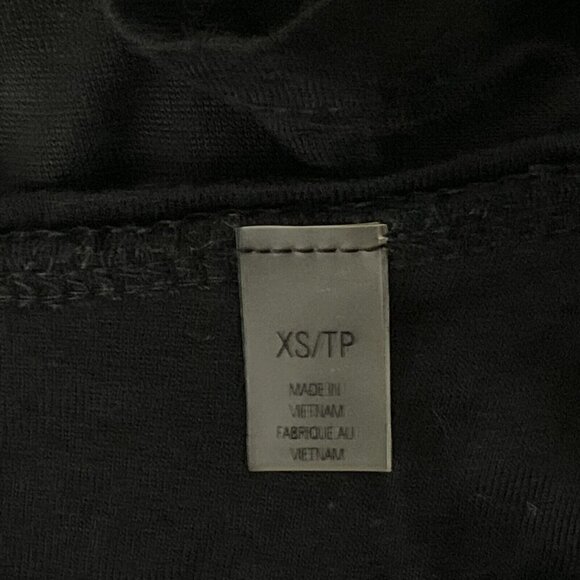 XS/TP
MADE IN
VIETNAM
FABRIQUE AU
VIETNAM